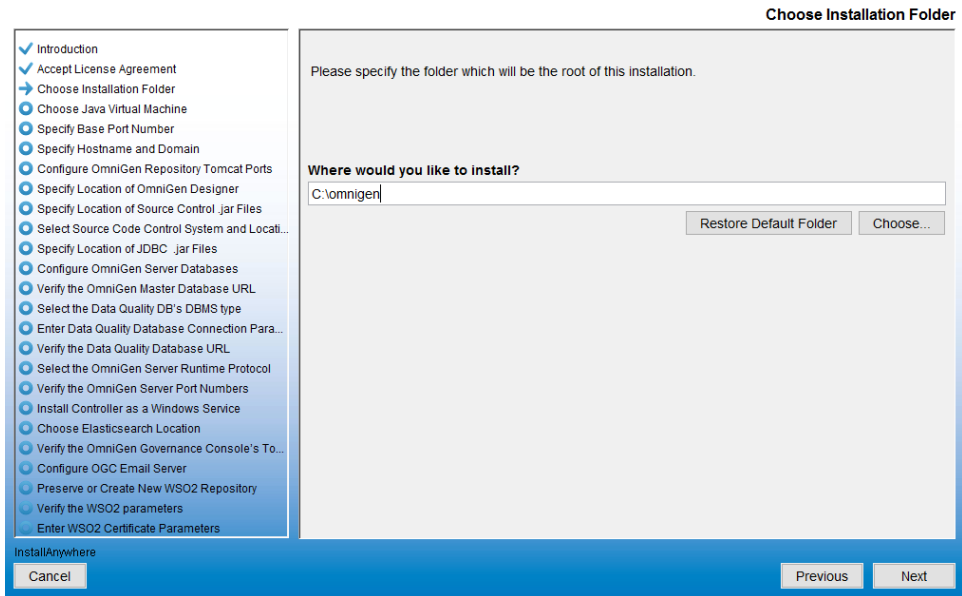 Choose Installation Folder
Introduction
Accept License Agreement
Choose Installation Folder
Choose Java Virtual Machine
Specify Base Port Number
Specify Hostname and Domain
Configure OmniGen Repository Tomcat Ports
Specify Location of OmniGen Designer
Specify Location of Source Control .jar Files
Select Source Code Control System and Locati...
Specify Location of JDBC .jar Files
Configure OmniGen Server Databases
Verify the OmniGen Master Database URL
Select the Data Quality DB's DBMS type
Enter Data Quality Database Connection Para...
Verify the Data Quality Database URL
Select the OmniGen Server Runtime Protocol
Verify the OmniGen Server Port Numbers
Install Controller as a Windows Service
Choose Elasticsearch Location
Verify the OmniGen Governance Console's To...
Configure OGC Email Server
Preserve or Create New WSO2 Repository
Verify the WSO2 parameters
Enter WSO2 Certificate Parameters
Please specify the folder which will be the root of this installation.
Where would you like to install?
C:\omnigen
Restore Default Folder Choose...
InstallAnywhere
Cancel Previous Next